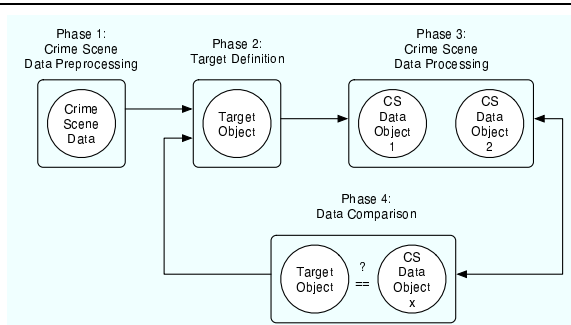 Phase 1:
Crime Scene
Data Preprocessing
Phase 2:
Target Definition
Phase 3:
Crime Scene
Data Processing
Crime
Scene
Data
Target
Object
CS
Data
Object
1
CS
Data
Object
2
Phase 4:
Data Comparison
Target
Object
?
==
CS
Data
Object
x